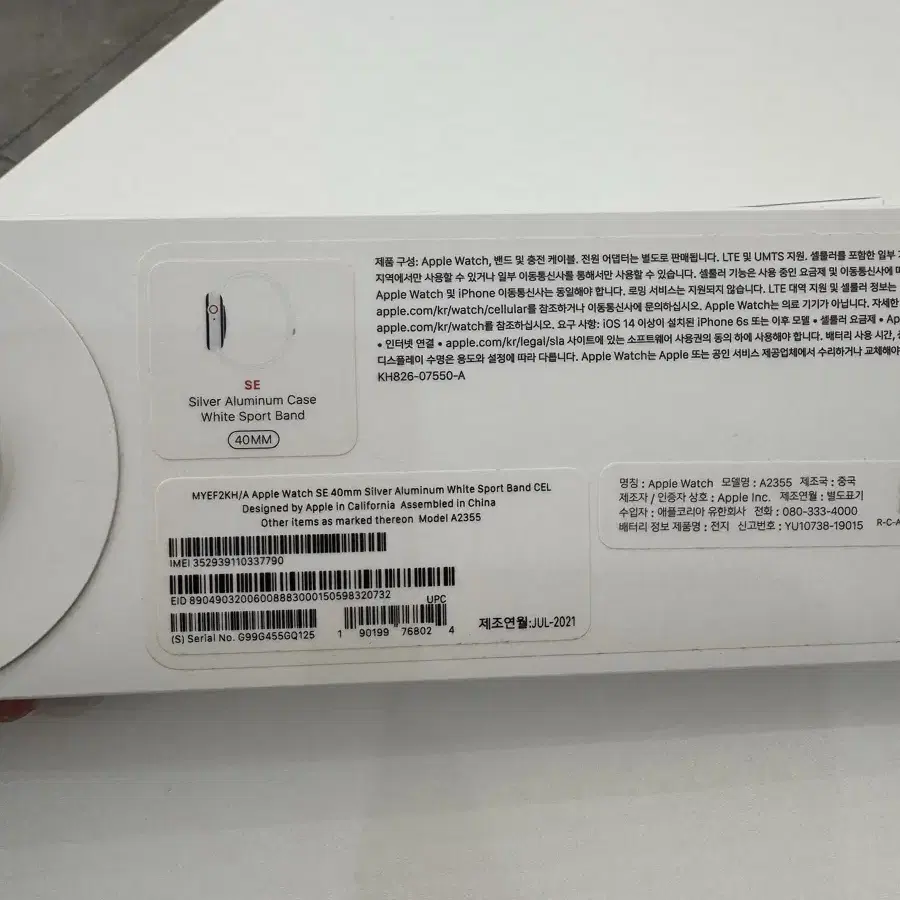 제품 구성: Apple Watch, 밴드 및 충전 케이블. 전원 어댑터는 별도로 판매됩니다. LTE 및 UMTS 지원. 셀룰러를 포함한 일부
지역에서만 사용할 수 있거나 일부 이동통신사를 통해서만 사용할 수 있습니다. 셀룰러 기능은 사용 중인 요금제 및 이동통신사에
Apple Watch 및 iPhone 이동통신사는 동일해야 합니다. 로밍 서비스는 지원되지 않습니다. LTE 대역 지원 및 셀룰러 정보는
apple.com/kr/watch/cellular를 참조하거나 이동통신사에 문의하십시오. Apple Watch는 의료 기기가 아닙니다. 자세한
apple.com/kr/watch를 참조하십시오. 요구 사항: iOS 14 이상이 설치된 iPhone 6s 또는 이후 모델 • 셀룰러 요금제 •
• 인터넷 연결 • apple.com/kr/legal/sla 사이트에 있는 소프트웨어 사용권의 동의 하에 사용해야 합니다. 배터리 사용 시간,
디스플레이 수명은 용도와 설정에 따라 다릅니다. Apple Watch는 Apple 또는 공인 서비스 제공업체에서 수리하거나 교체해야
KH826-07550-A
SE
Silver Aluminum Case
White Sport Band
40MM
MYEF2KH/A Apple Watch SE 40mm Silver Aluminum White Sport Band CEL
Designed by Apple in California Assembled in China
Other items as marked thereon Model A2355
IMEI 352939110337790
EID 89049032006008883000150598320732
UPC
(S) Serial No. G99G455GQ125
1 90199 76802 4
제조연월:JUL-2021
명칭 : Apple Watch 모델명 : A2355 제조국 : 중국
제조자 / 인증자 상호 : Apple Inc. 제조연월 : 별도표기
수입자 : 애플코리아 유한회사 전화 : 080-333-4000
배터리 정보 제품명 : 전지 신고번호 : YU10738-19015
R-C-A